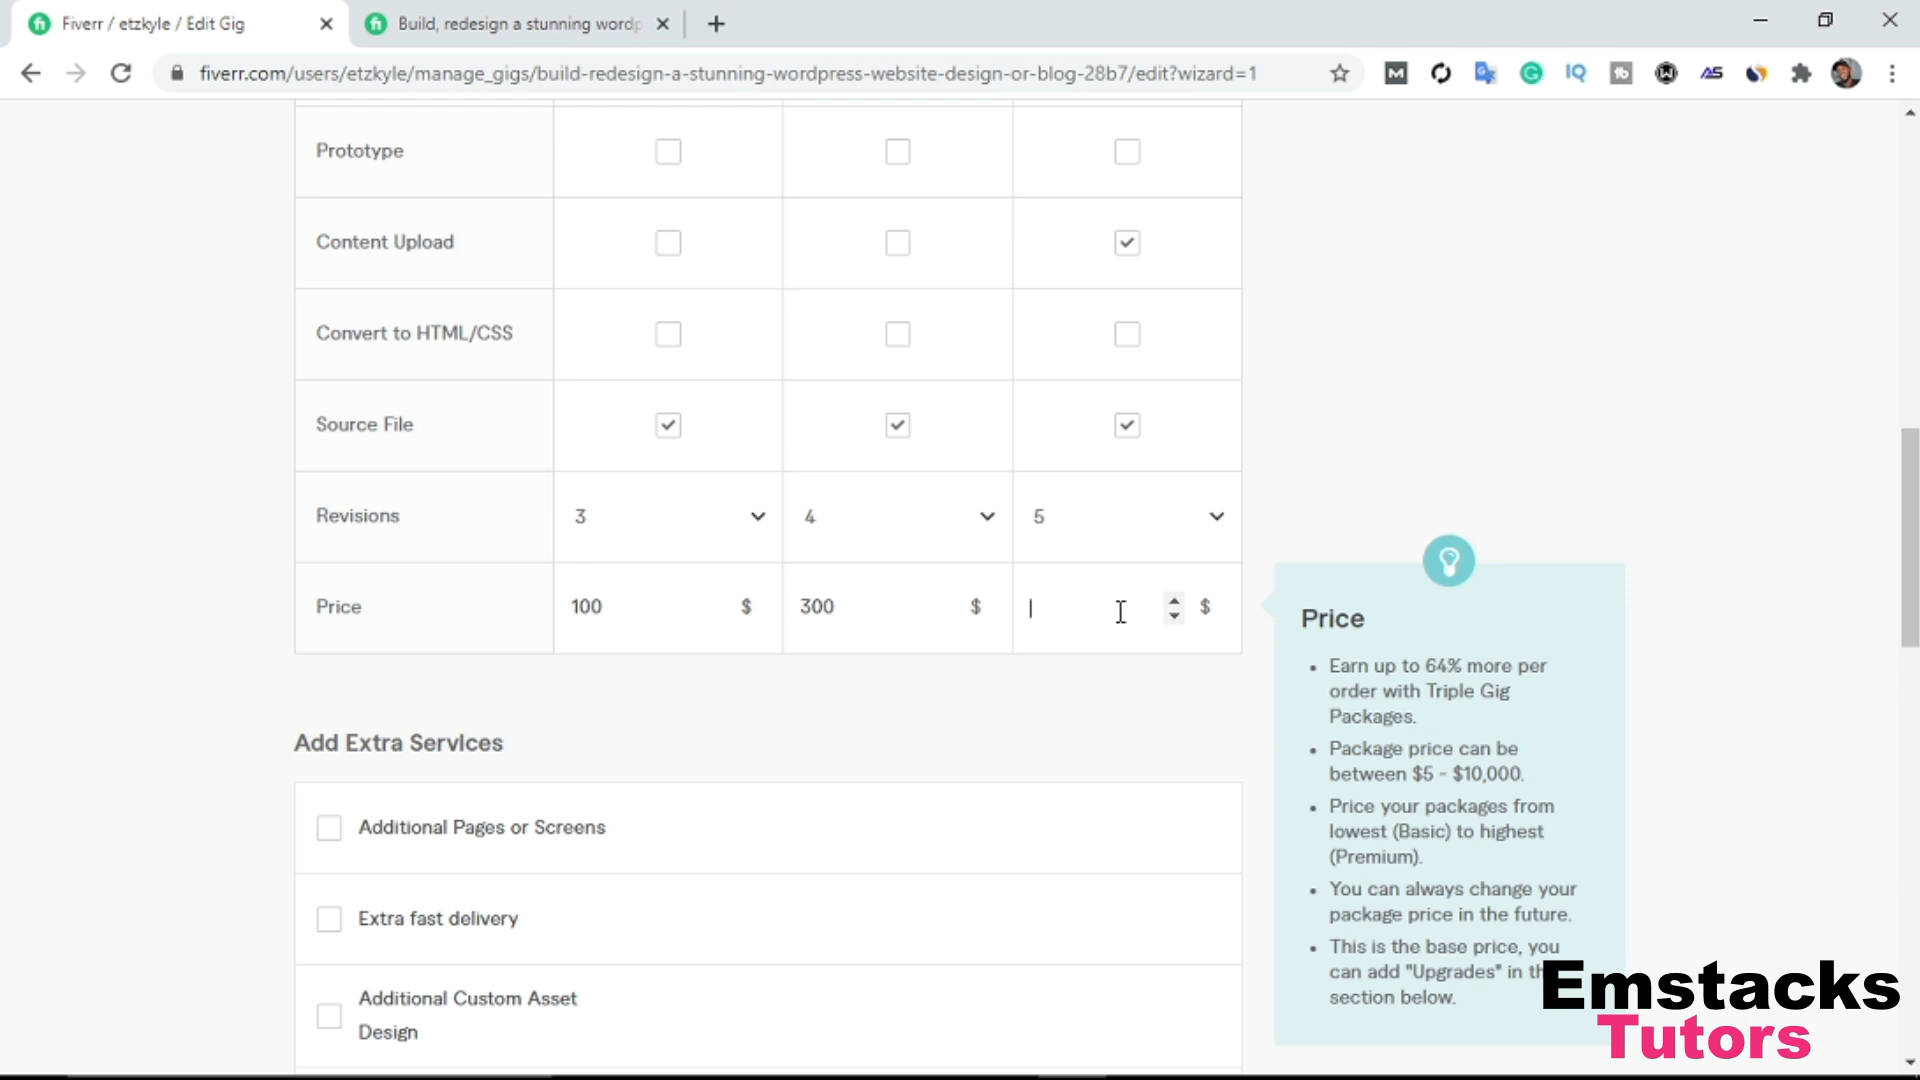 Fiverr / etzkyle / Edit Gig
Build, redesign a stunning wordp
fiverr.com/users/etzkyle/manage_gigs/build-redesign-a-stunning-wordpress-website-design-or-blog-28b7/edit?wizard=1
Prototype
Content Upload
Convert to HTML/CSS
Source File
Revisions 3 4 5
Price 100 $ 300 $ $
Price
Earn up to 64% more per
order with Triple Gig
Packages.
Package price can be
between $5 - $10,000.
Price your packages from
lowest (Basic) to highest
(Premium).
You can always change your
package price in the future.
This is the base price, you
can add "Upgrades" in th
section below.
Add Extra Services
Additional Pages or Screens
Extra fast delivery
Additional Custom Asset
Design
Emstacks
Tutors